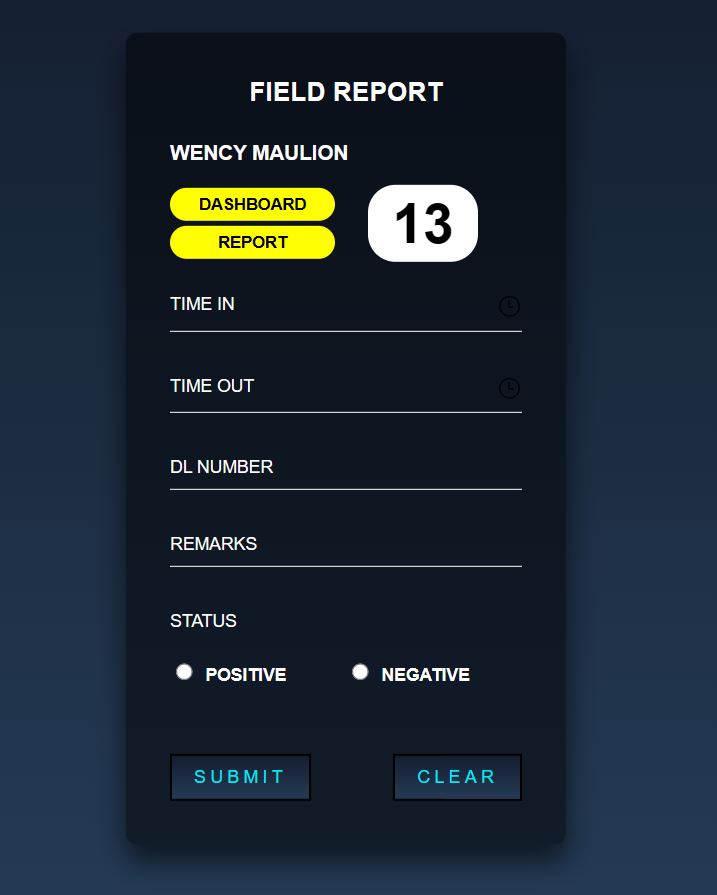 FIELD REPORT
WENCY MAULION
DASHBOARD
13
REPORT
TIME IN
TIME OUT
DL NUMBER
REMARKS
STATUS
POSITIVE NEGATIVE
SUBMIT CLEAR